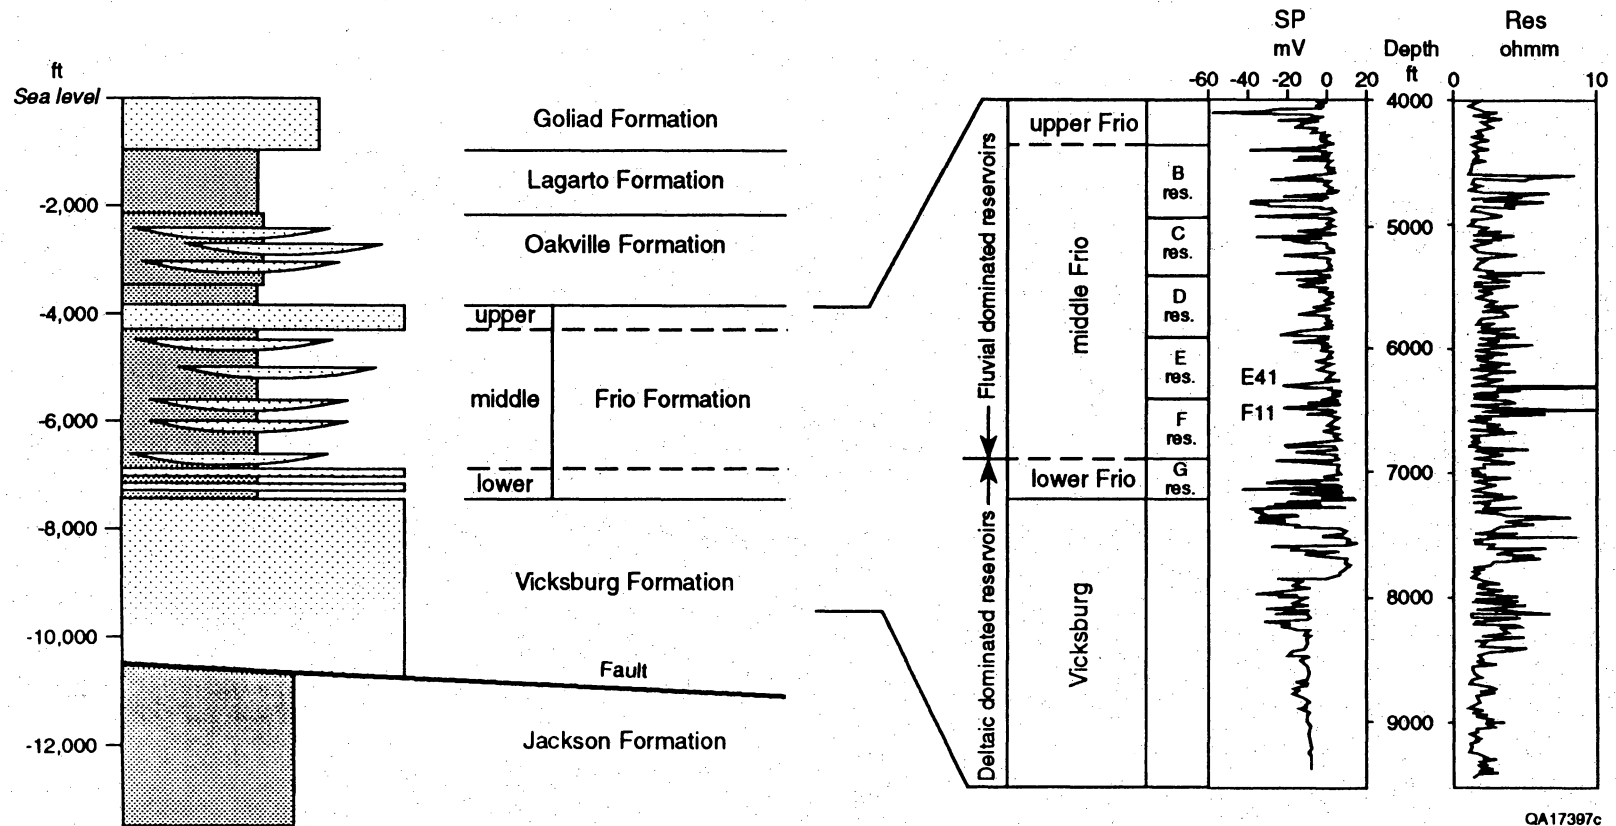 ft
Sea level
-2,000
-4,000
-6,000
-8,000
-10,000
-12,000
Goliad Formation
Lagarto Formation
Oakville Formation
upper
middle
Frio Formation
lower
Vicksburg Formation
Fault
Jackson Formation
Fluvial dominated reservoirs
Deltaic dominated reservoirs
upper Frio
middle Frio
lower Frio
Vicksburg
B
res.
C
res.
D
res.
E
res.
F
res.
G
res.
SP
mV
-60 -40 -20 0 20
E41
F11
Depth
ft
4000
5000
6000
7000
8000
9000
Res
ohmm
0 10
QA17397c